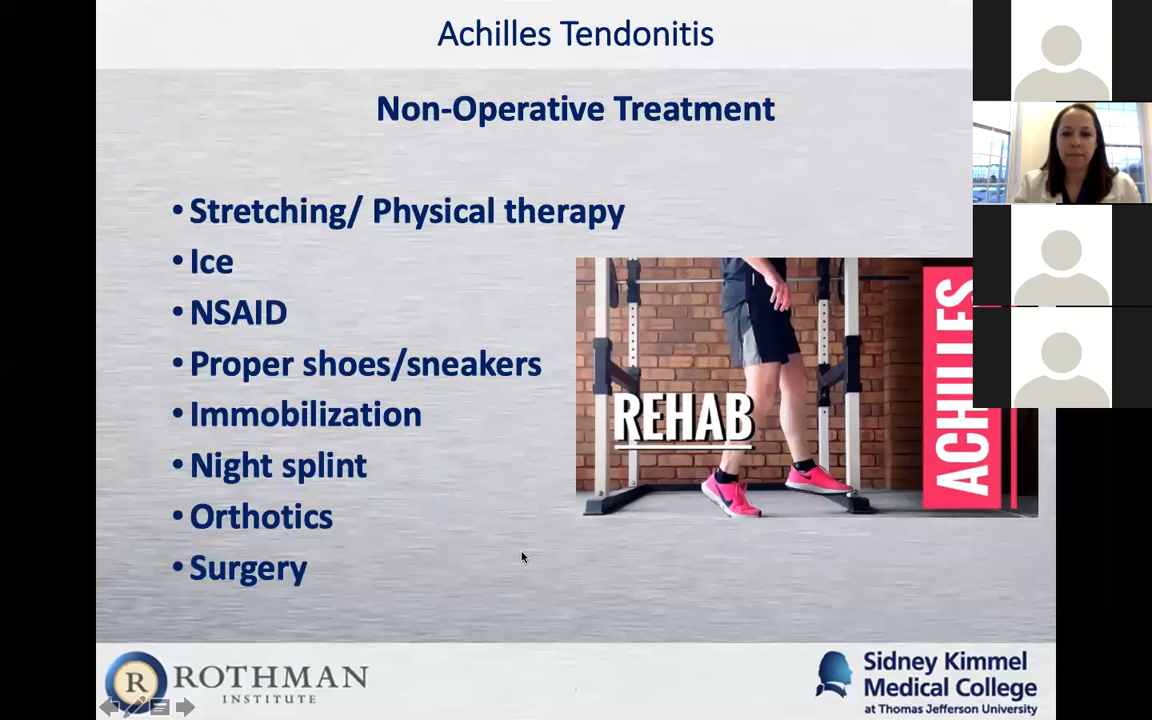 Achilles Tendonitis
Non-Operative Treatment
• Stretching/ Physical therapy
• Ice
• NSAID
• Proper shoes/sneakers
• Immobilization
• Night splint
• Orthotics
• Surgery
REHAB
ACHILLES
R ROTHMAN
INSTITUTE
Sidney Kimmel
Medical College
at Thomas Jefferson University